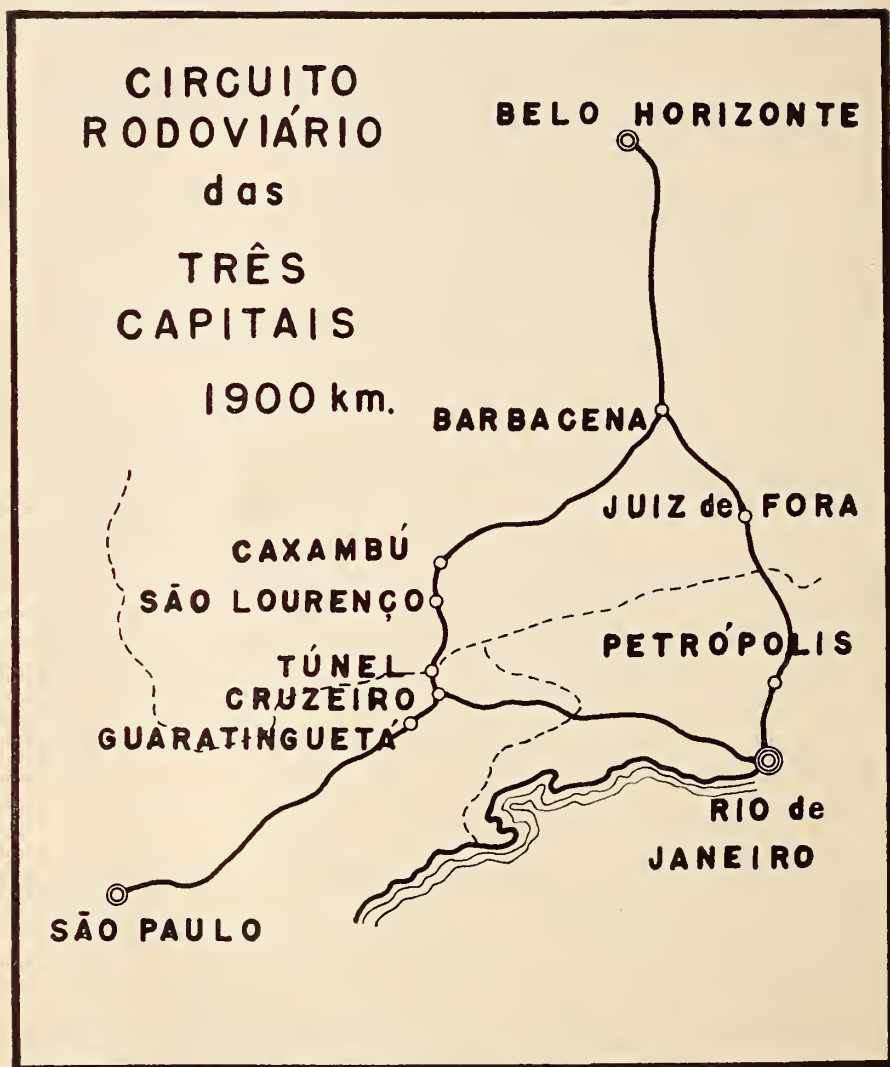 CIRCUITO
RODOVIÁRIO
das
TRÊS
CAPITAIS
1900 km.
BELO HORIZONTE
BARBACENA
JUIZ de FORA
CAXAMBÚ
SÃO LOURENÇO
PETRÓPOLIS
TÚNEL
CRUZEIRO
GUARATINGUETÁ
RIO de
JANEIRO
SÃO PAULO